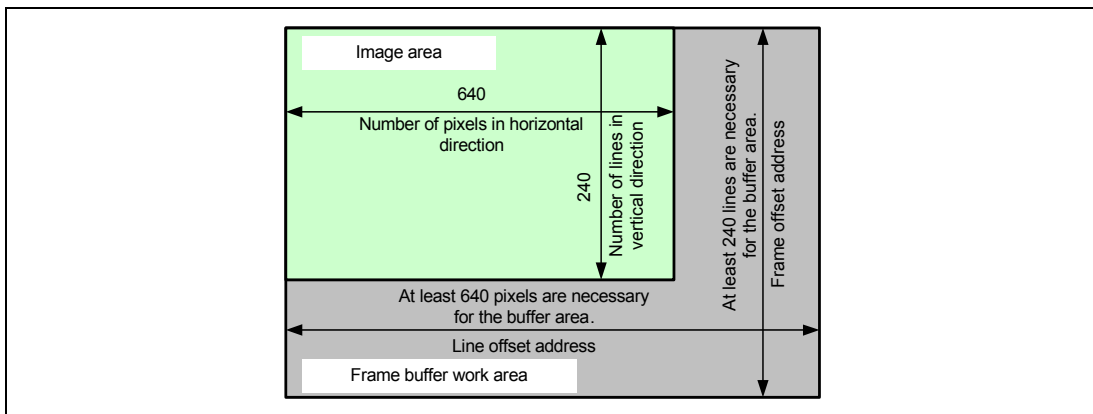 Image area
640
Number of pixels in horizontal
direction
240
Number of lines in
vertical direction
At least 240 lines are necessary
for the buffer area.
Frame offset address
At least 640 pixels are necessary
for the buffer area.
Line offset address
Frame buffer work area